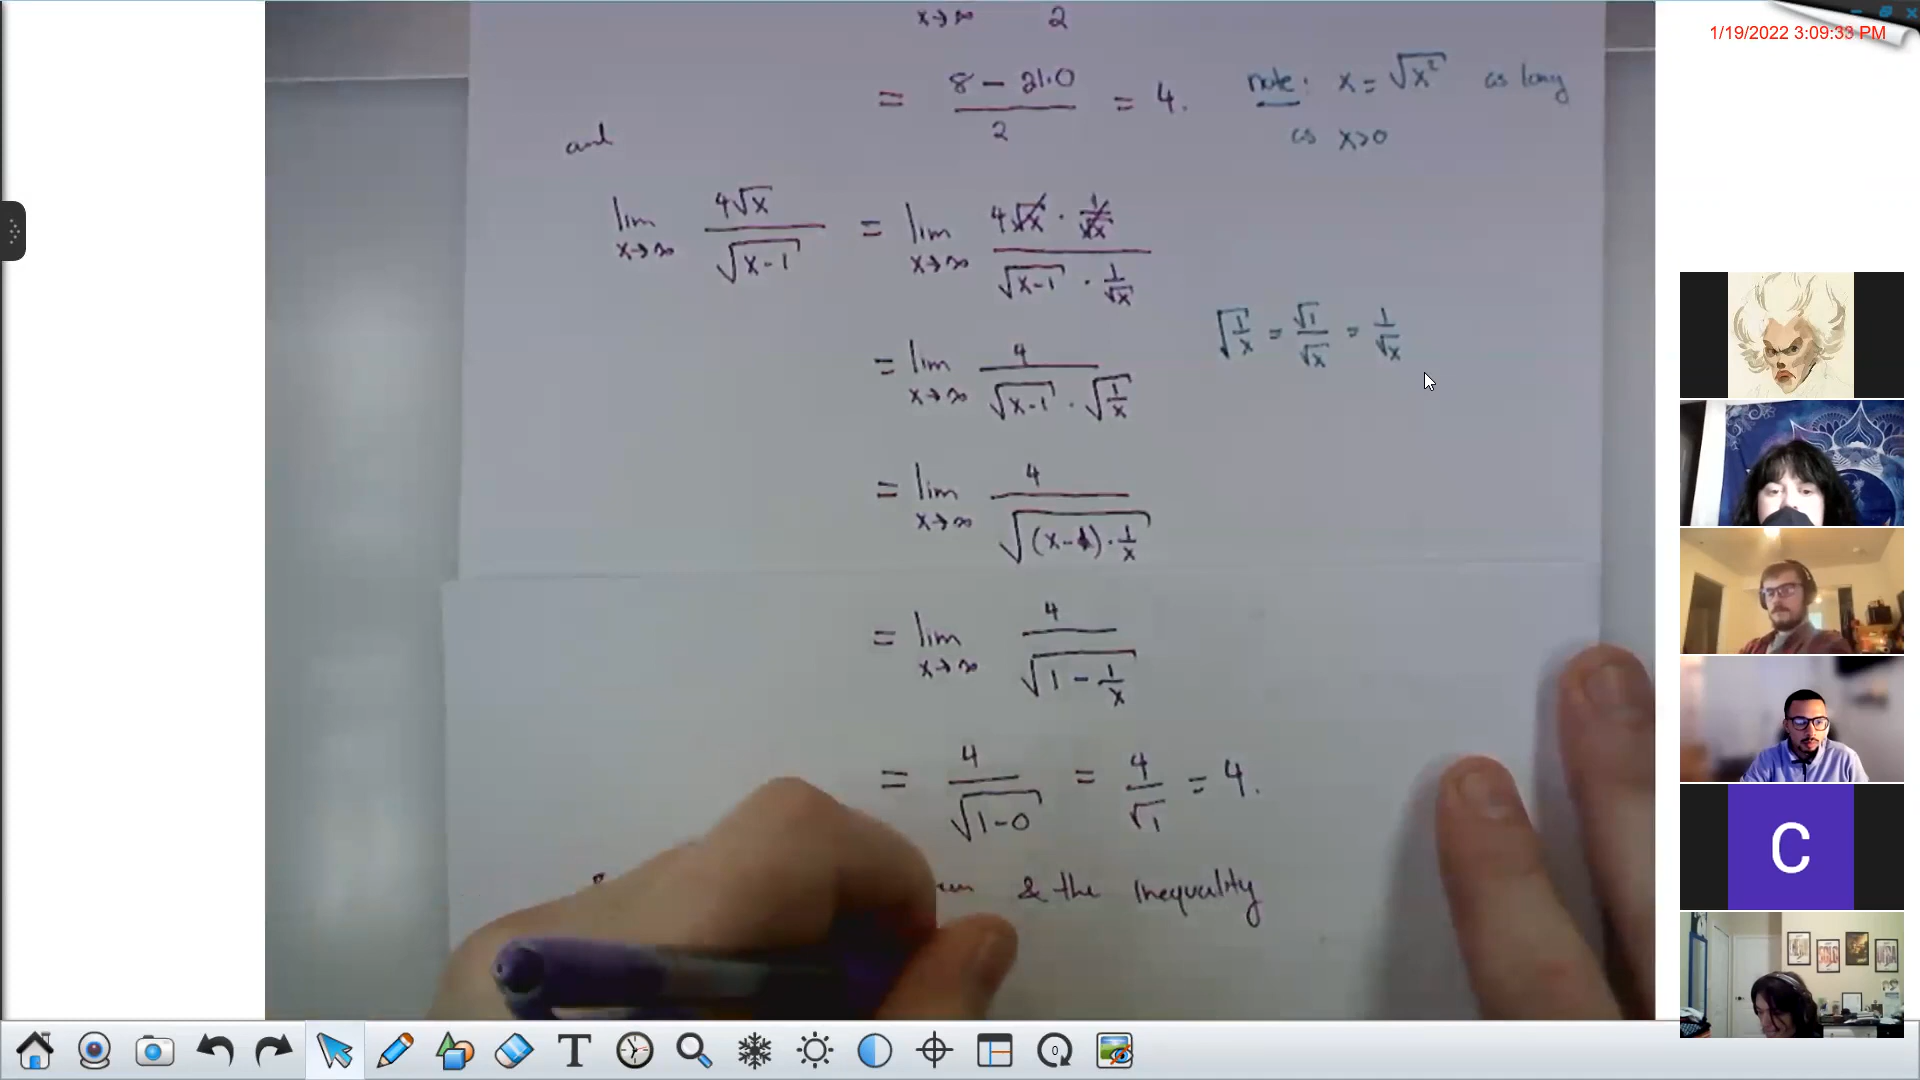 1/19/2022 3:09:33 PM
x→∞ 2
= (8 - 21·0)/2 = 4. note: x = √x² as long
as x>0
and
lim x→∞ 4√x / √(x-1) = lim x→∞ (4√x · 1/√x) / (√(x-1) · 1/√x)
= lim x→∞ 4 / (√(x-1) · √(1/x)) √(1/x) = √1/√x = 1/√x
= lim x→∞ 4 / √((x-1)·1/x)
= lim x→∞ 4 / √(1 - 1/x)
= 4/√(1-0) = 4/√1 = 4.
& the inequality
C
T
0